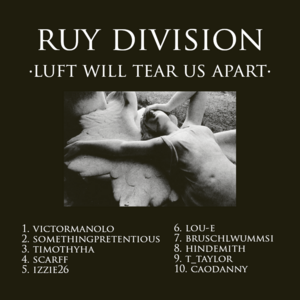 RUY DIVISION
·LUFT WILL TEAR US APART·
1. VICTORMANOLO
2. SOMETHINGPRETENTIOUS
3. TIMOTHYHA
4. SCARFF
5. IZZIE26
6. LOU-E
7. BRUSCHLWUMMSI
8. HINDEMITH
9. T_TAYLOR
10. CAODANNY